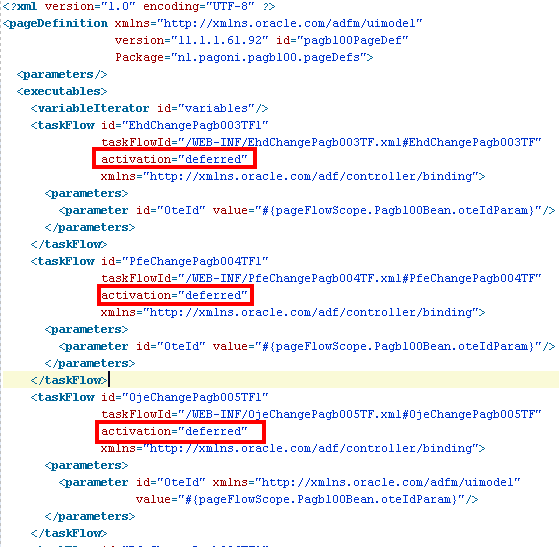 <?xml version="1.0" encoding="UTF-8" ?>
<pageDefinition xmlns="http://xmlns.oracle.com/adfm/uimodel"
version="11.1.1.61.92" id="pagb100PageDef"
Package="nl.pagoni.pagb100.pageDefs">
<parameters/>
<executables>
<variableIterator id="variables"/>
<taskFlow id="EhdChangePagb003TF1"
taskFlowId="/WEB-INF/EhdChangePagb003TF.xml#EhdChangePagb003TF"
activation="deferred"
xmlns="http://xmlns.oracle.com/adf/controller/binding">
<parameters>
<parameter id="OteId" value="#{pageFlowScope.Pagb100Bean.oteIdParam}"/>
</parameters>
</taskFlow>
<taskFlow id="PfeChangePagb004TF1"
taskFlowId="/WEB-INF/PfeChangePagb004TF.xml#PfeChangePagb004TF"
activation="deferred"
xmlns="http://xmlns.oracle.com/adf/controller/binding">
<parameters>
<parameter id="OteId" value="#{pageFlowScope.Pagb100Bean.oteIdParam}"/>
</parameters>
</taskFlow>
<taskFlow id="OjeChangePagb005TF1"
taskFlowId="/WEB-INF/OjeChangePagb005TF.xml#OjeChangePagb005TF"
activation="deferred"
xmlns="http://xmlns.oracle.com/adf/controller/binding">
<parameters>
<parameter id="OteId" xmlns="http://xmlns.oracle.com/adfm/uimodel"
value="#{pageFlowScope.Pagb100Bean.oteIdParam}"/>
</parameters>
</taskFlow>